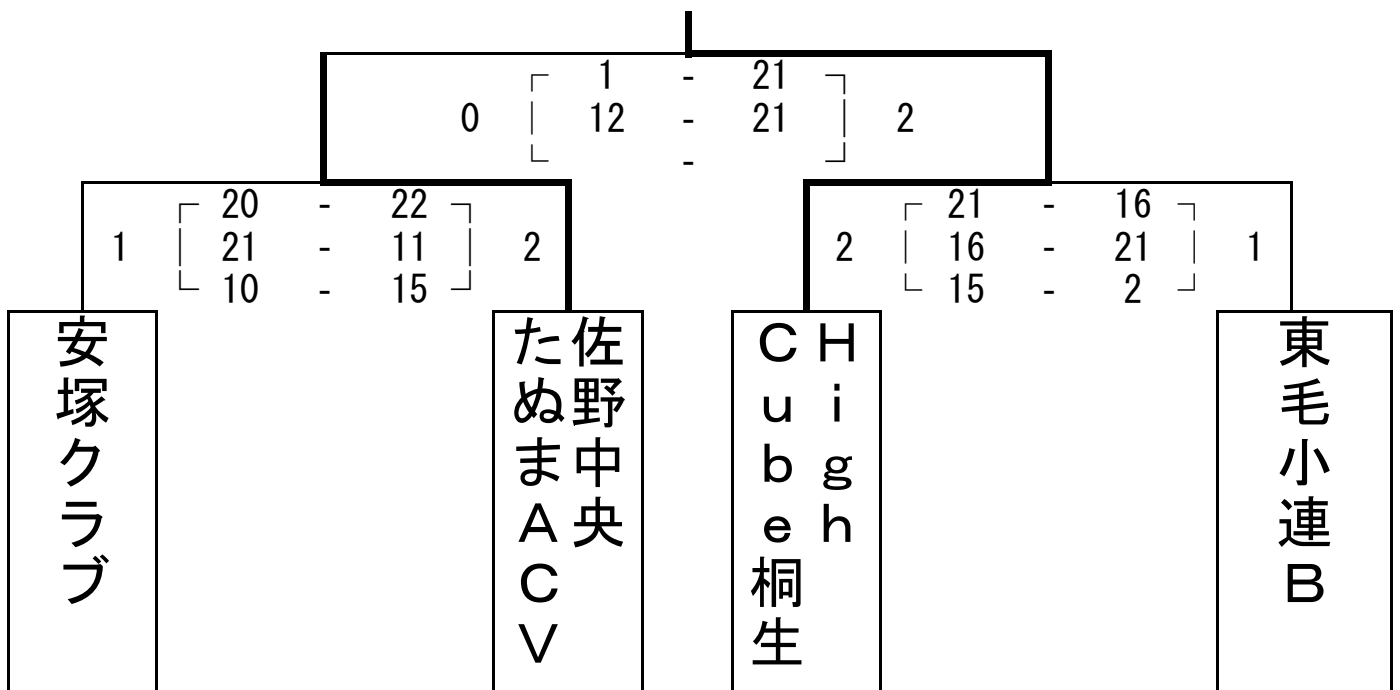 1 - 21
0 12 - 21 2
-
20 - 22
1 21 - 11 2
10 - 15
21 - 16
2 16 - 21 1
15 - 2
安塚クラブ
佐野中央
たぬまACV
High
Cube桐生
東毛小連B